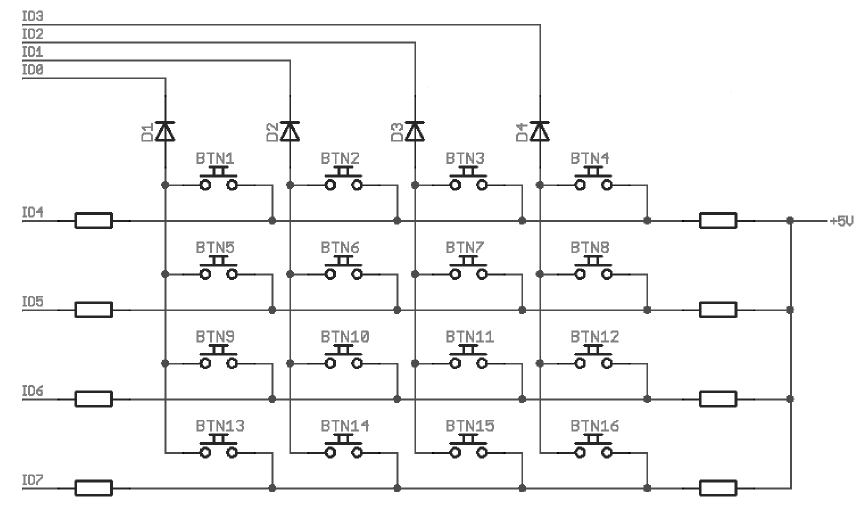 IO3
IO2
IO1
IO0
D1 D2 D3 D4
BTN1 BTN2 BTN3 BTN4
IO4 +5V
BTN5 BTN6 BTN7 BTN8
IO5
BTN9 BTN10 BTN11 BTN12
IO6
BTN13 BTN14 BTN15 BTN16
IO7